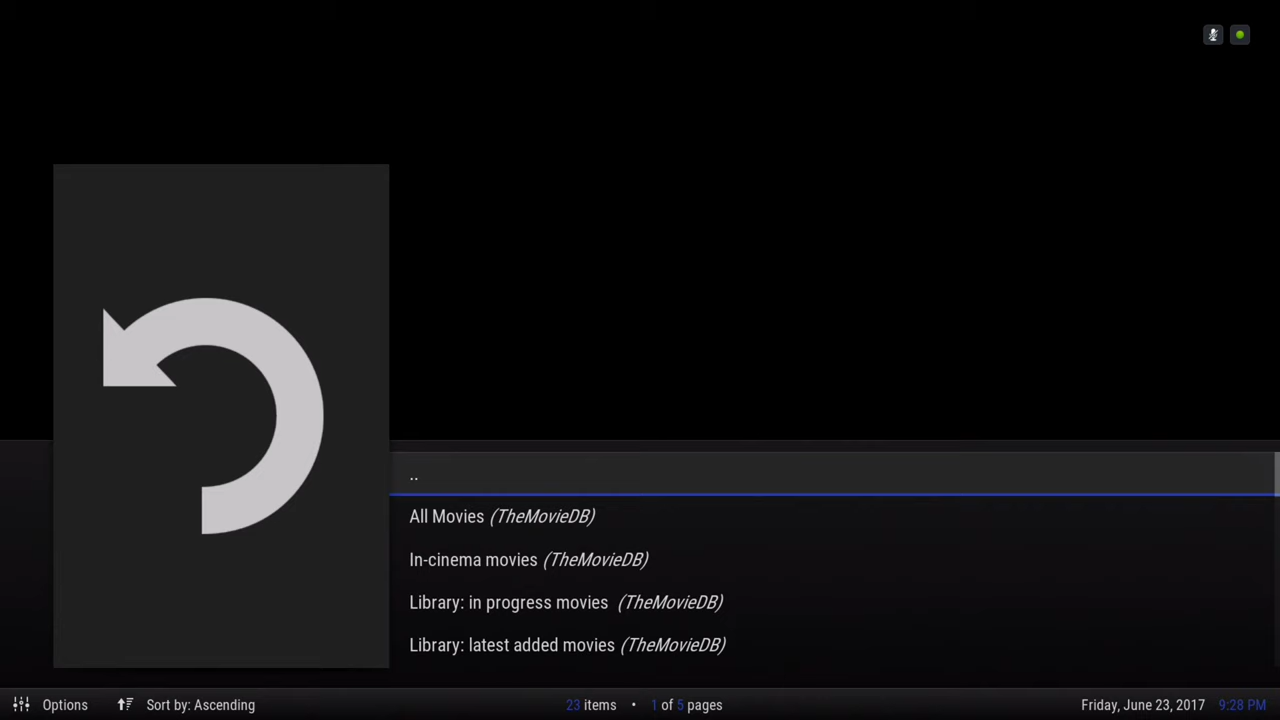 ..
All Movies (TheMovieDB)
In-cinema movies (TheMovieDB)
Library: in progress movies (TheMovieDB)
Library: latest added movies (TheMovieDB)
Options Sort by: Ascending 23 items • 1 of 5 pages Friday, June 23, 2017 9:28 PM